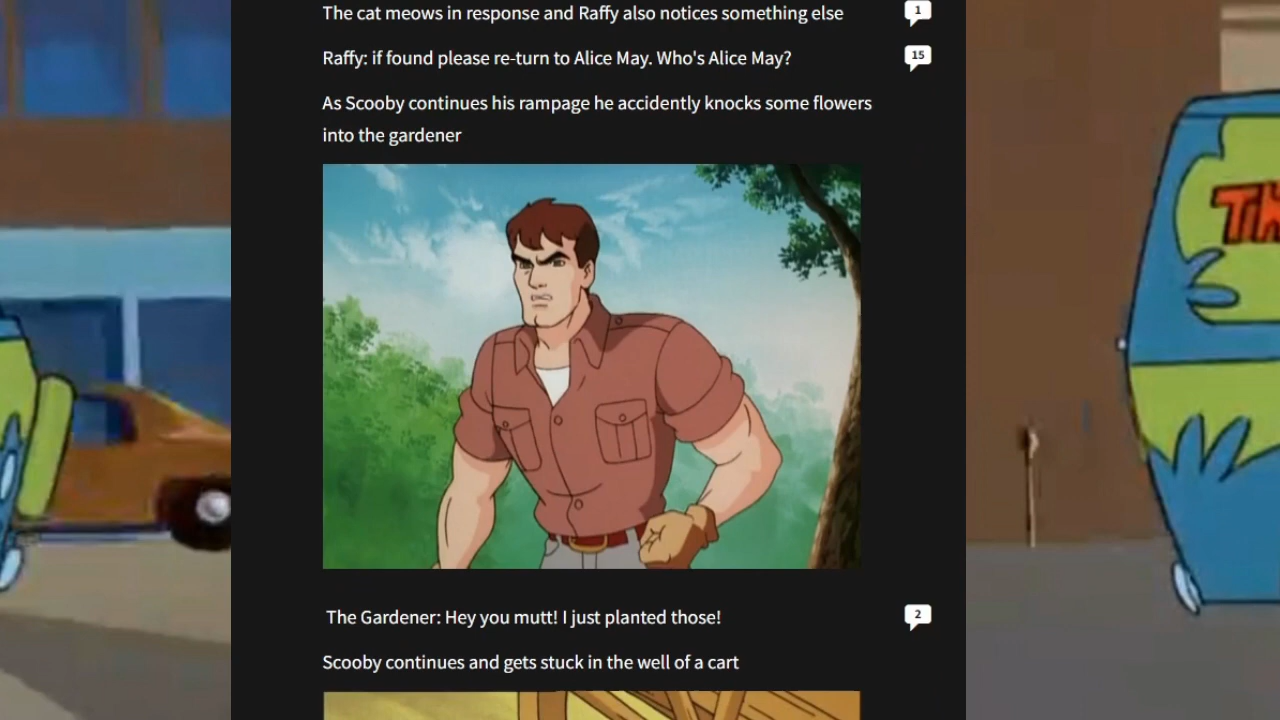 The cat meows in response and Raffy also notices something else
1
Raffy: if found please re-turn to Alice May. Who's Alice May?
15
As Scooby continues his rampage he accidently knocks some flowers
into the gardener
The Gardener: Hey you mutt! I just planted those!
2
Scooby continues and gets stuck in the well of a cart